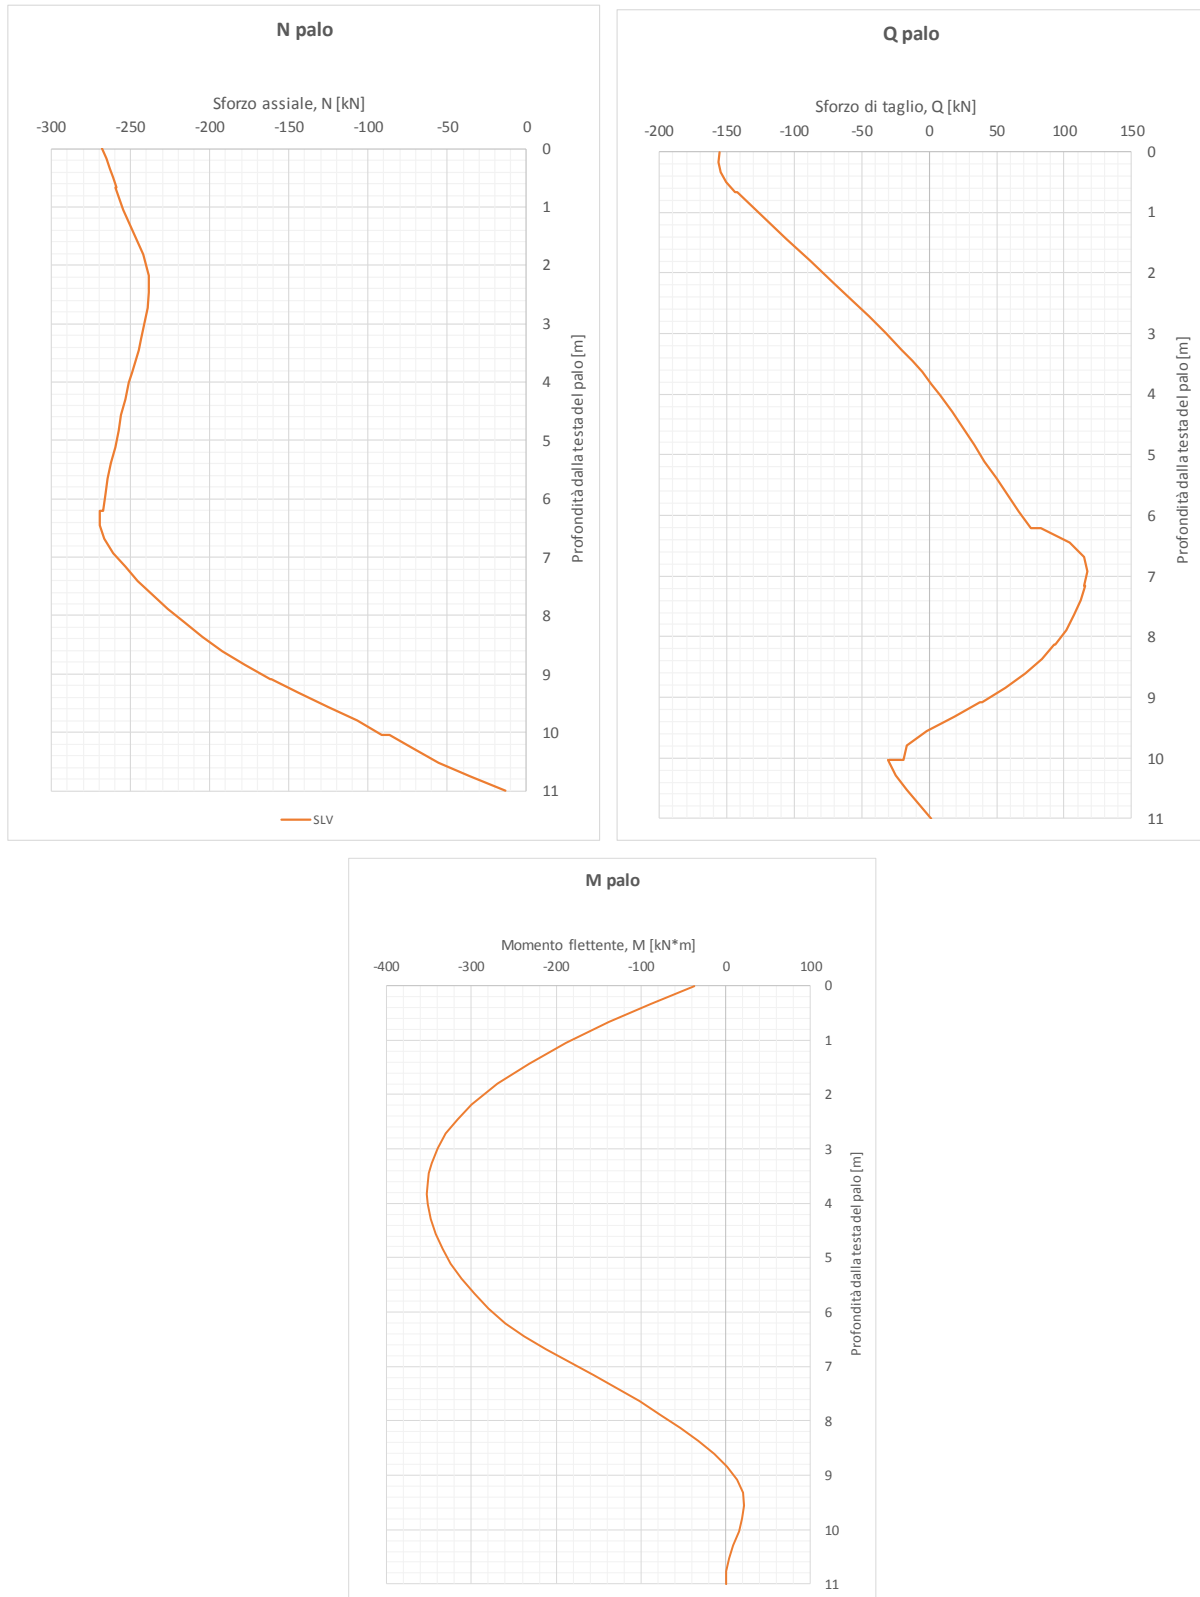 N palo
Sforzo assiale, N [kN]
-300 -250 -200 -150 -100 -50 0
0
1
2
3
4
5
6
7
8
9
10
11
Profondità dalla testa del palo [m]
SLV
Q palo
Sforzo di taglio, Q [kN]
-200 -150 -100 -50 0 50 100 150
0
1
2
3
4
5
6
7
8
9
10
11
Profondità dalla testa del palo [m]
M palo
Momento flettente, M [kN*m]
-400 -300 -200 -100 0 100
0
1
2
3
4
5
6
7
8
9
10
11
Profondità dalla testa del palo [m]